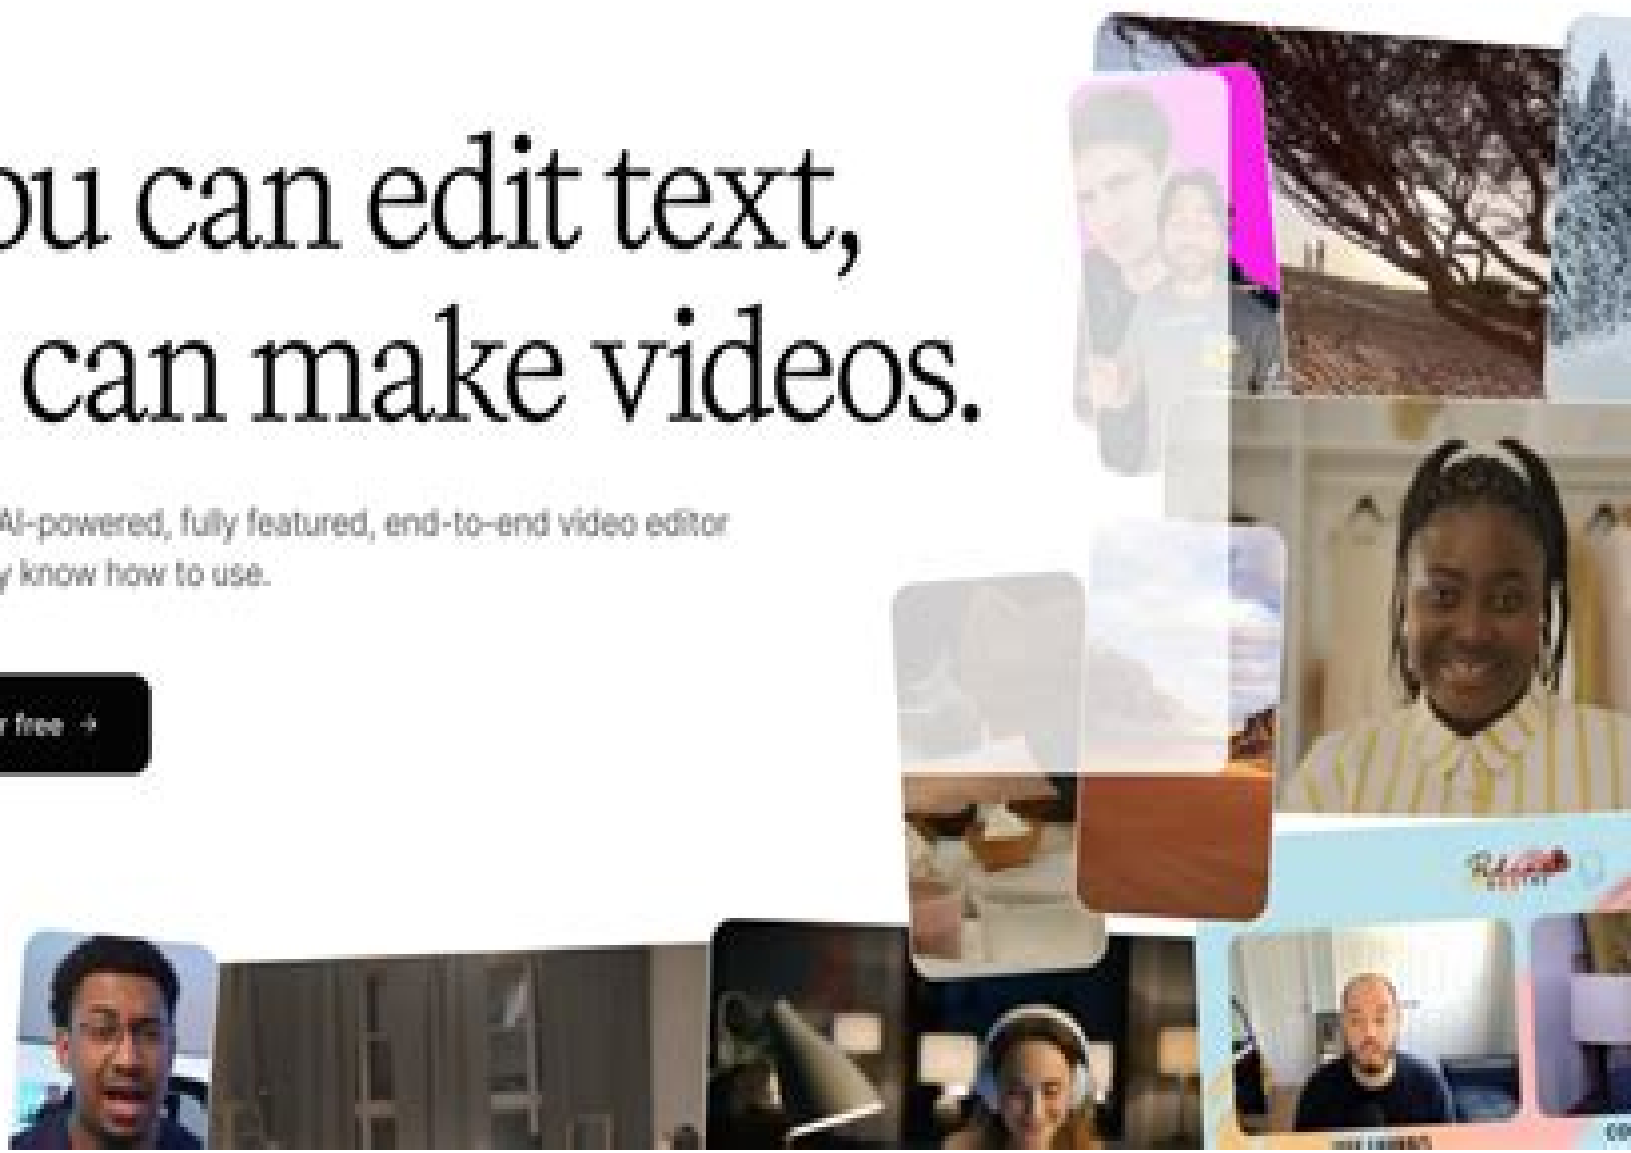 ou can edit text,
can make videos.
AI-powered, fully featured, end-to-end video editor
y know how to use.
r free →